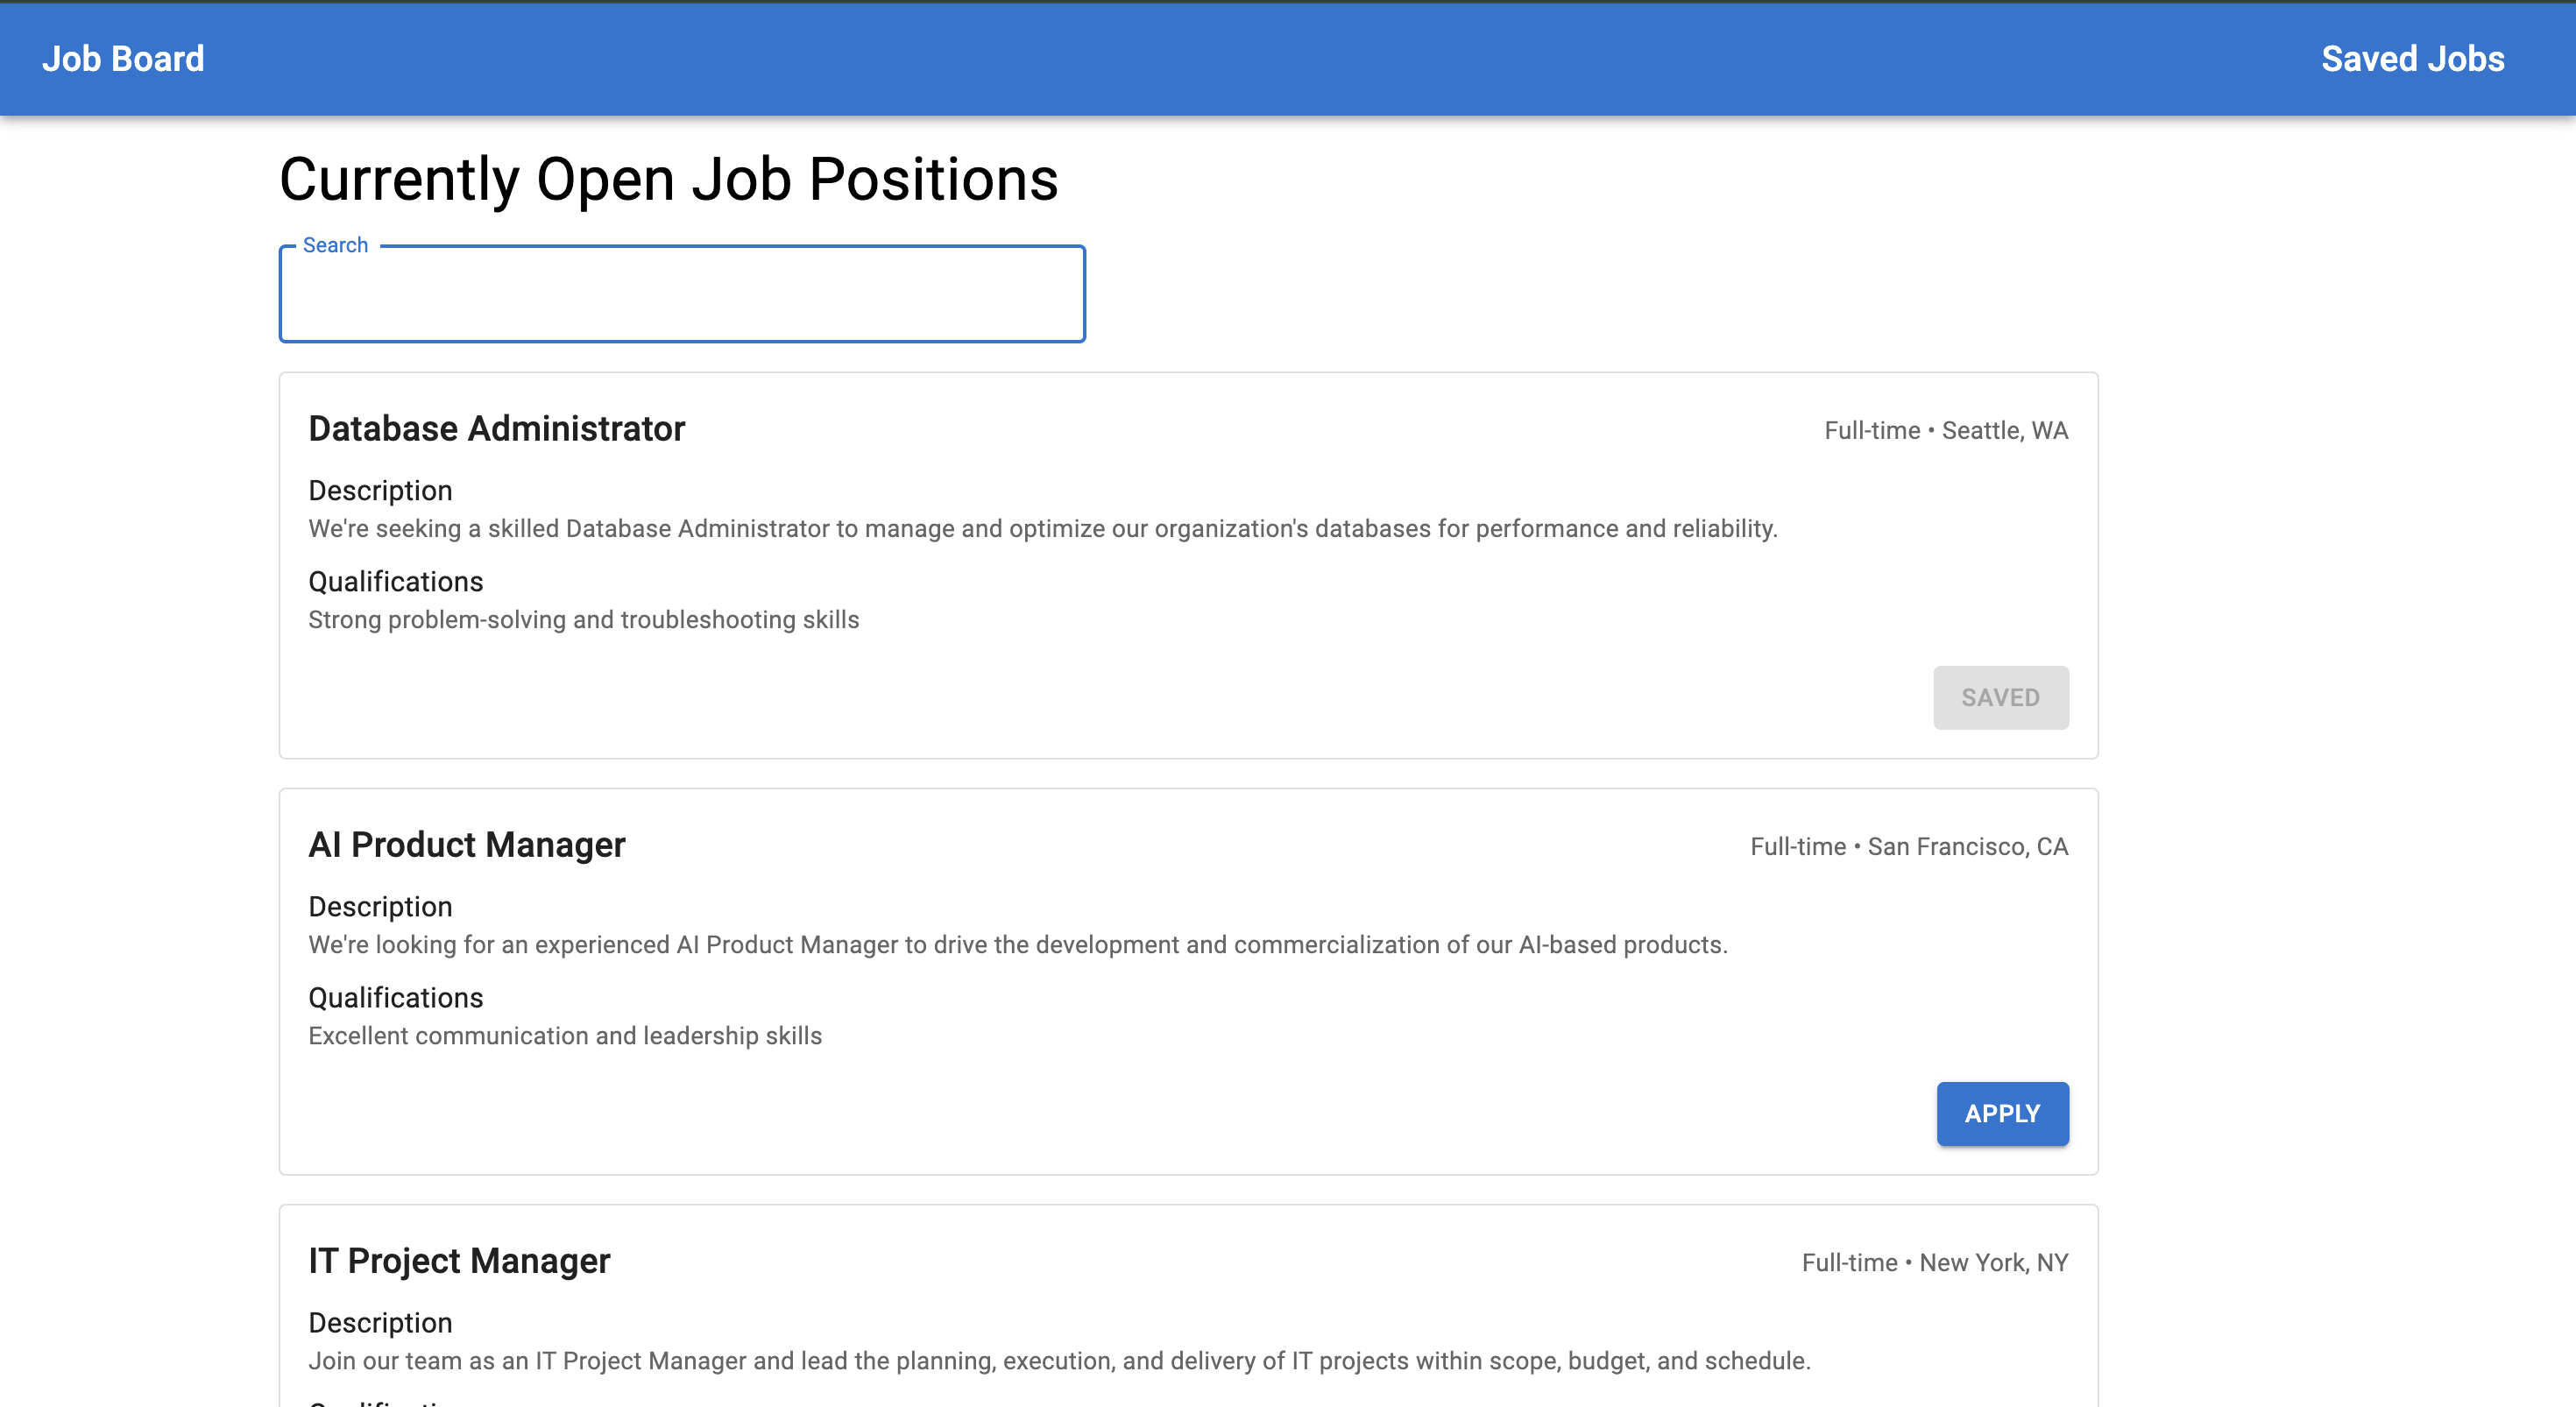 Job Board
Saved Jobs
Currently Open Job Positions
Search
Database Administrator
Full-time • Seattle, WA
Description
We're seeking a skilled Database Administrator to manage and optimize our organization's databases for performance and reliability.
Qualifications
Strong problem-solving and troubleshooting skills
SAVED
AI Product Manager
Full-time • San Francisco, CA
Description
We're looking for an experienced AI Product Manager to drive the development and commercialization of our AI-based products.
Qualifications
Excellent communication and leadership skills
APPLY
IT Project Manager
Full-time • New York, NY
Description
Join our team as an IT Project Manager and lead the planning, execution, and delivery of IT projects within scope, budget, and schedule.